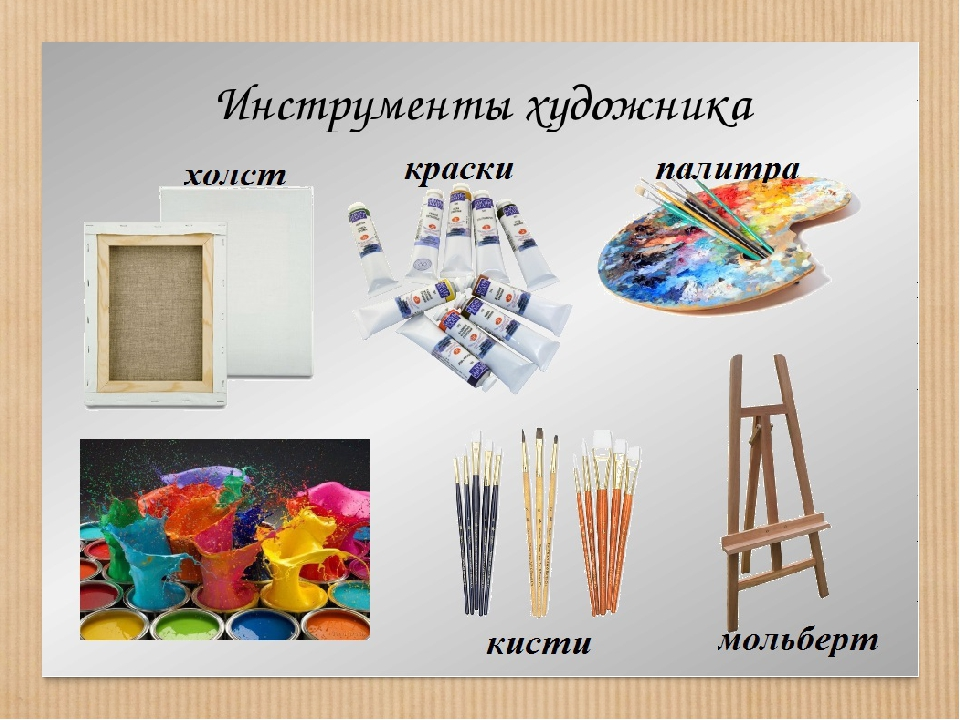 Инструменты художника
холст
краски
палитра
кисти
мольберт